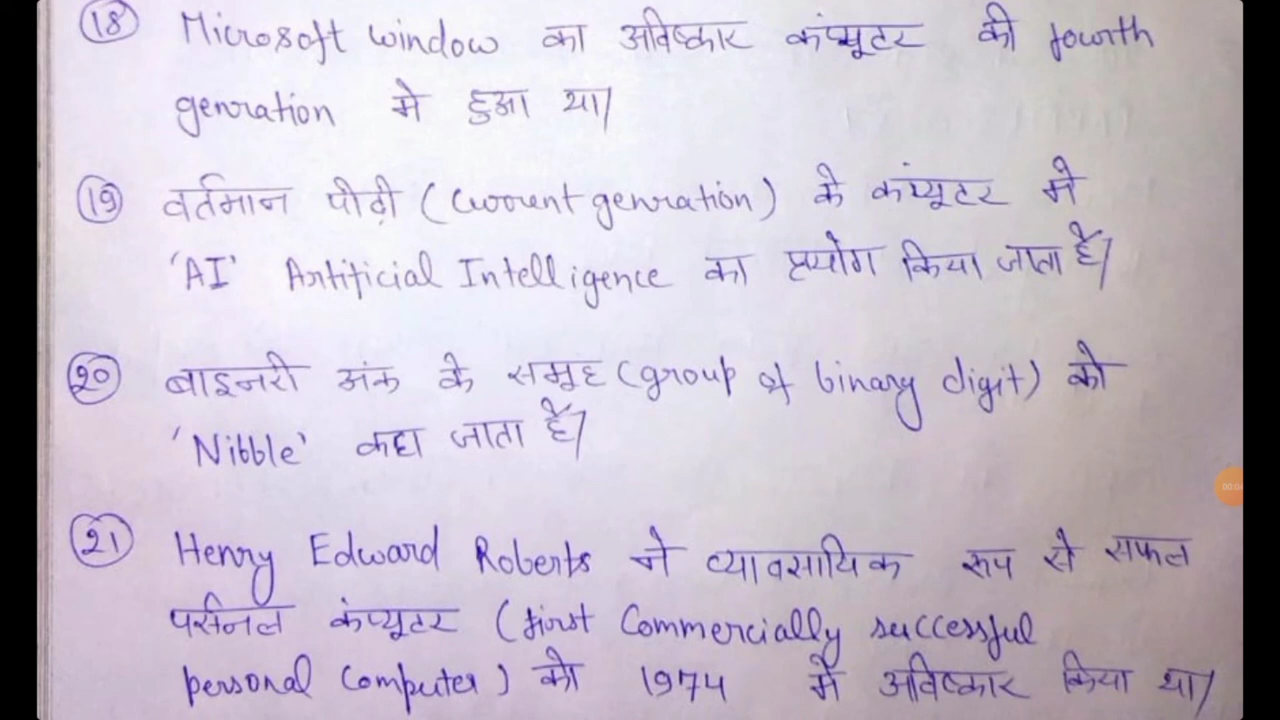 18 Microsoft window का अविष्कार कंप्यूटर की fourth
genration मे हुआ था।
19 वर्तमान पीढ़ी (Current genration) के कंप्यूटर मे
'AI' Artificial Intelligence का प्रयोग किया जाता है।
20 बाइनरी अंक के समूह (group of binary digit) को
'Nibble' कहा जाता है।
21 Henry Edward Roberts ने व्यावसायिक रूप से सफल
पर्सनल कंप्यूटर (first Commercially successful
personal Computer) को 1974 में अविष्कार किया था।